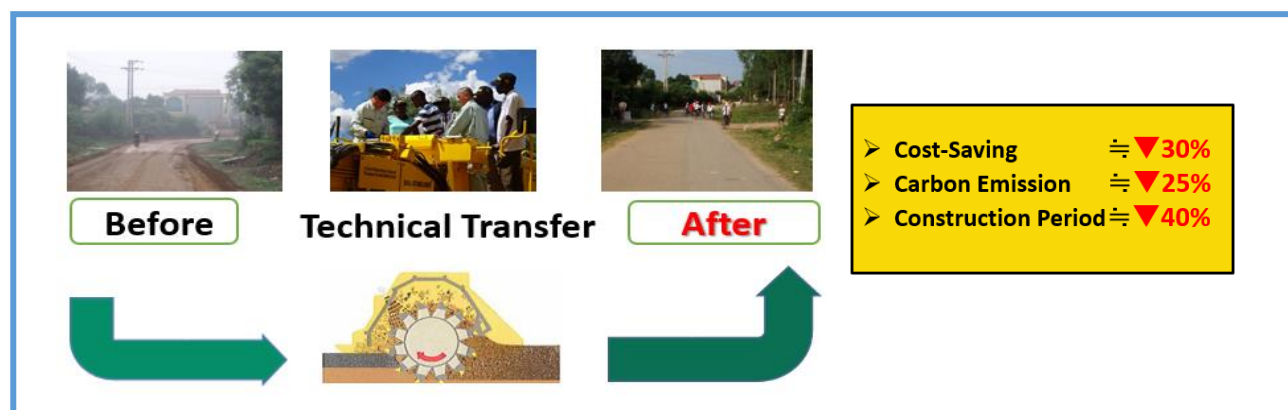 Before
Technical Transfer
After
➢ Cost-Saving ≒ ▼30%
➢ Carbon Emission ≒ ▼25%
➢ Construction Period ≒ ▼40%